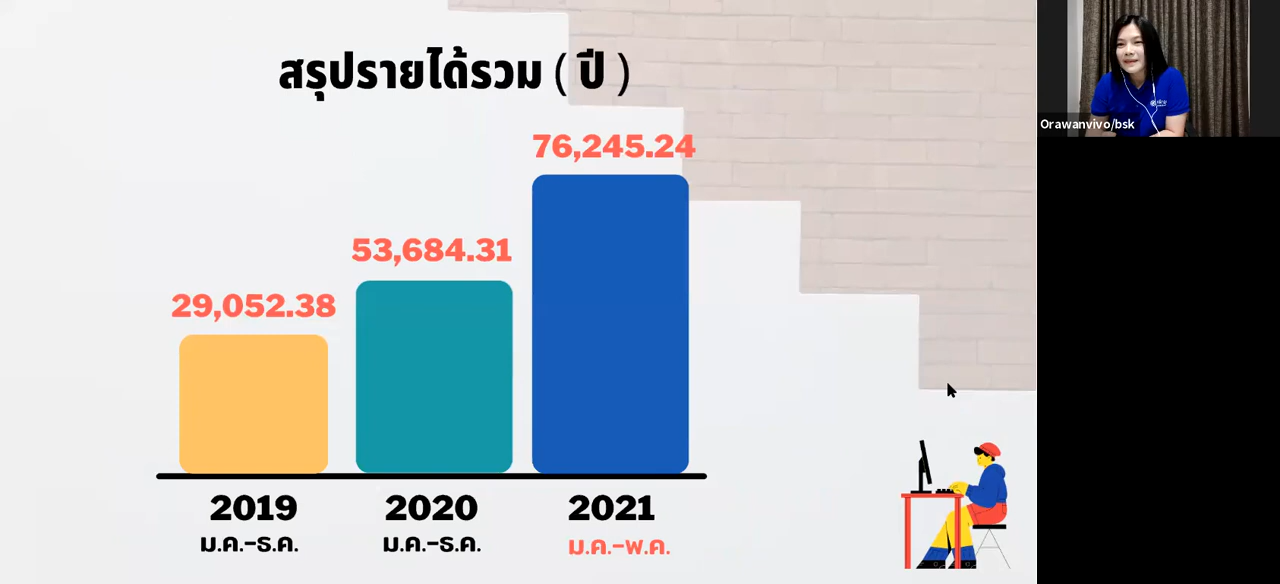 สรุปรายได้รวม ( ปี )
76,245.24
53,684.31
29,052.38
2019
2020
2021
ม.ค.-ธ.ค.
ม.ค.-ธ.ค.
ม.ค.-พ.ค.
Orawanvivo/bsk